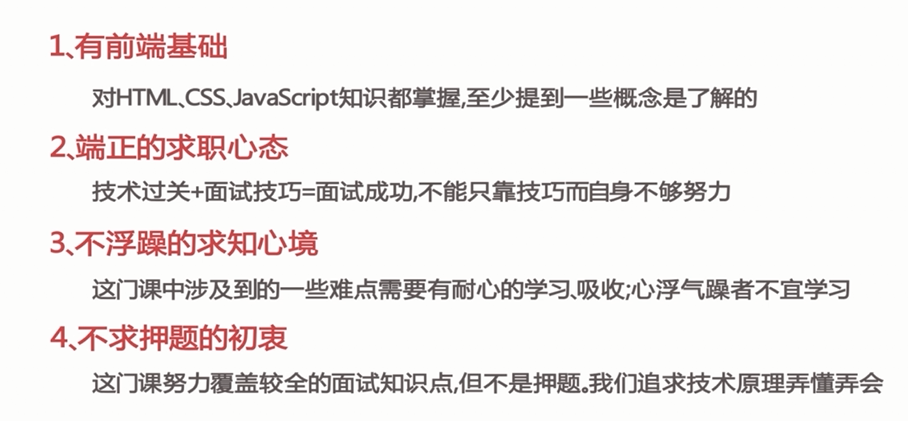 1、有前端基础
对HTML、CSS、JavaScript知识都掌握,至少提到一些概念是了解的
2、端正的求职心态
技术过关+面试技巧=面试成功,不能只靠技巧而自身不够努力
3、不浮躁的求知心境
这门课中涉及到的一些难点需要有耐心的学习、吸收;心浮气躁者不宜学习
4、不求押题的初衷
这门课努力覆盖较全的面试知识点,但不是押题。我们追求技术原理弄懂弄会